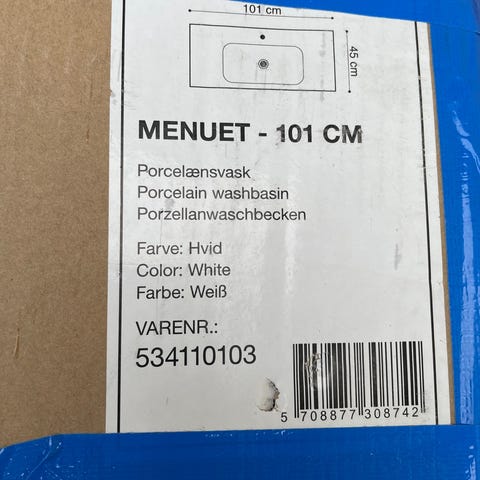 101 cm
45 cm
MENUET - 101 CM
Porcelænsvask
Porcelain washbasin
Porzellanwaschbecken
Farve: Hvid
Color: White
Farbe: Weiß
VARENR.:
534110103
5 708877 308742